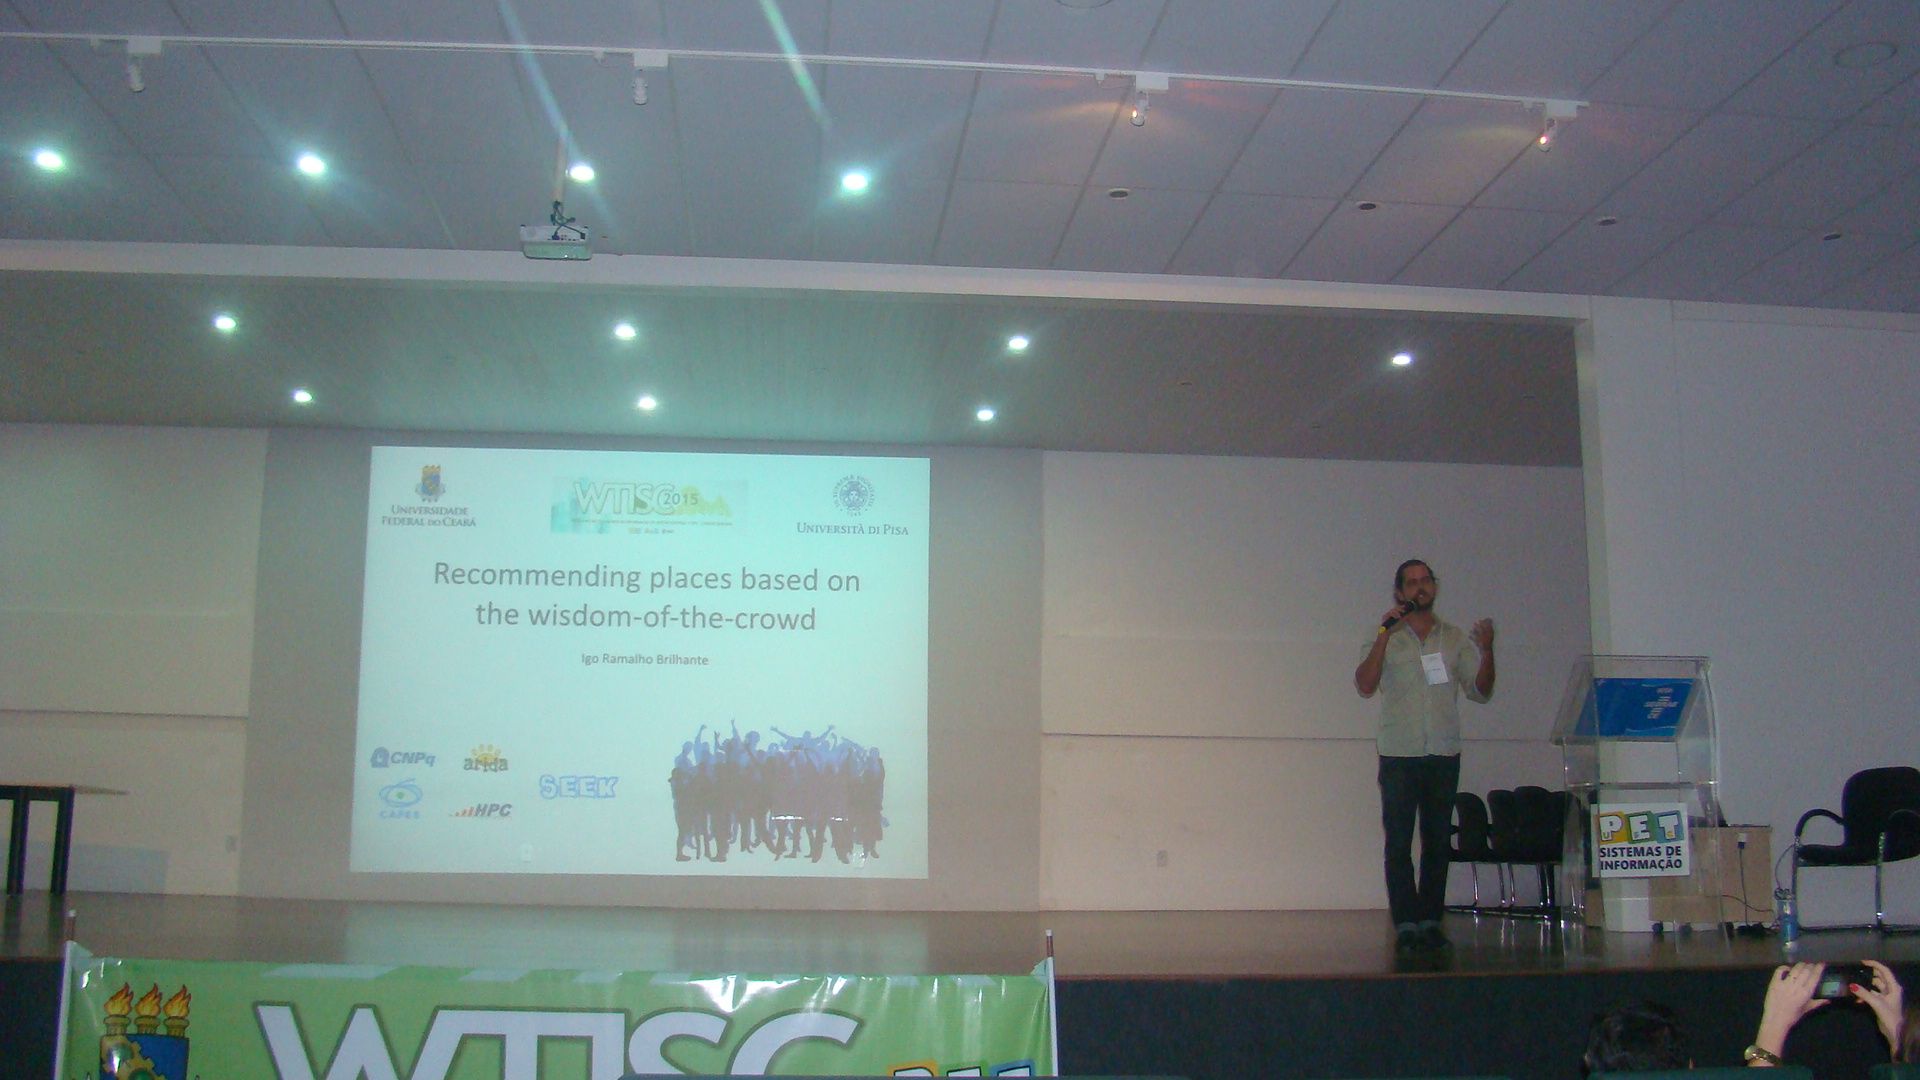 UNIVERSIDADE
FEDERAL DO CEARÁ
WTISC
2015
UNIVERSITÀ DI PISA
Recommending places based on
the wisdom-of-the-crowd
Igo Ramalho Brilhante
CNPq
arida
CAPES
HPC
SEEK
PET
SISTEMAS DE
INFORMAÇÃO
WTISC
PET